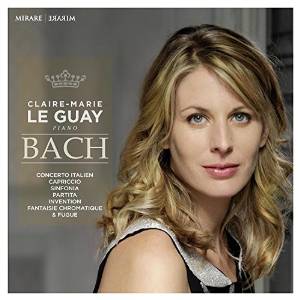 MIRARE | MIRARE
CLAIRE-MARIE
LE GUAY
PIANO
BACH
CONCERTO ITALIEN
CAPRICCIO
SINFONIA
PARTITA
INVENTION
FANTAISIE CHROMATIQUE
& FUGUE